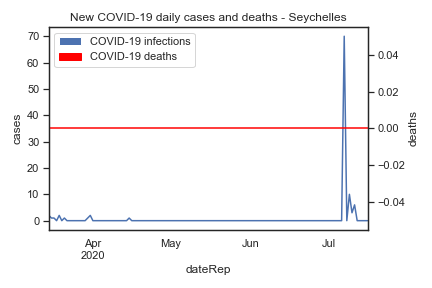 New COVID-19 daily cases and deaths - Seychelles
COVID-19 infections
COVID-19 deaths
70
60
50
40
30
20
10
0
cases
0.04
0.02
0.00
−0.02
−0.04
deaths
Apr
2020
May
Jun
Jul
dateRep